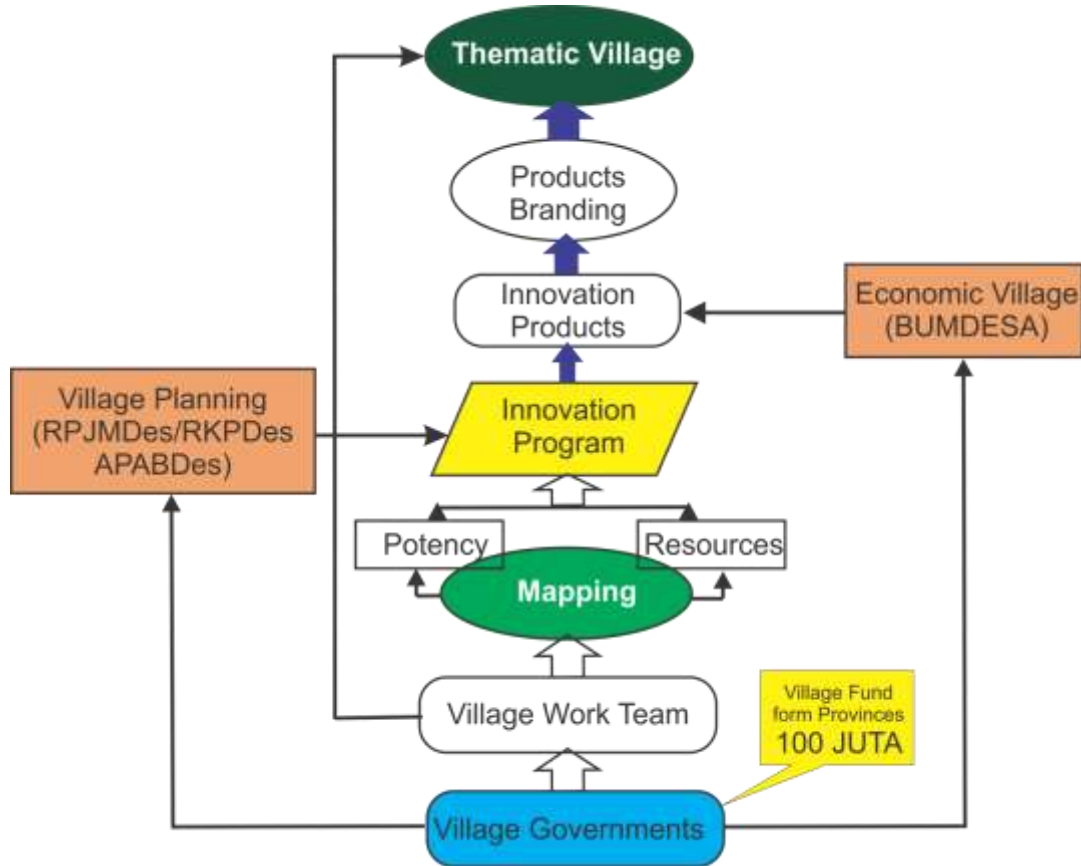 Thematic Village
Products
Branding
Innovation
Products
Economic Village
(BUMDESA)
Village Planning
(RPJMDes/RKPDes
APABDes)
Innovation
Program
Potency
Resources
Mapping
Village Work Team
Village Fund
form Provinces
100 JUTA
Village Governments